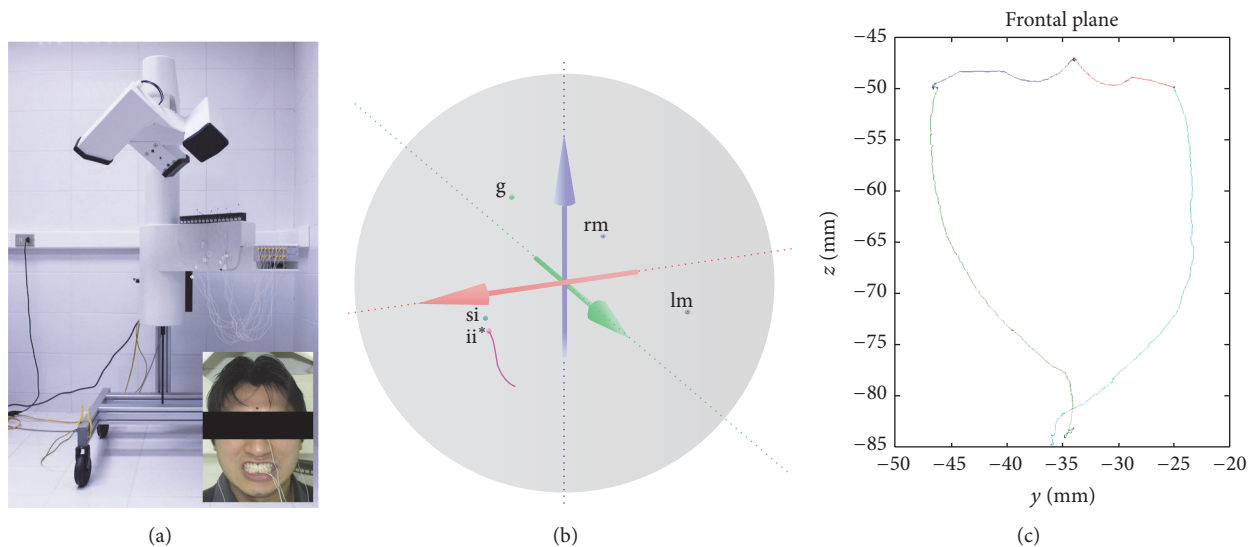 g
rm
lm
si
ii*
Frontal plane
−45
−50
−55
−60
−65
−70
−75
−80
−85
z (mm)
−50 −45 −40 −35 −30 −25 −20
y (mm)
(a) (b) (c)